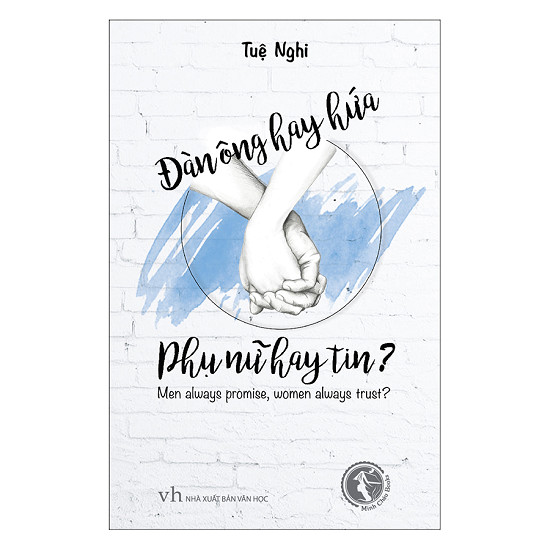 Tuệ Nghi
Đàn ông hay hứa
Phụ nữ hay tin?
Men always promise, women always trust?
vh NHÀ XUẤT BẢN VĂN HỌC
Minh Châu Books